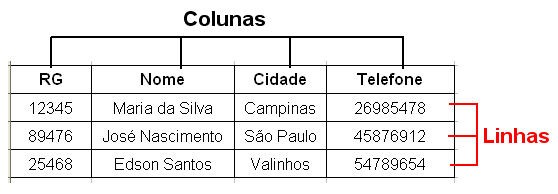 Colunas
RG Nome Cidade Telefone
12345 Maria da Silva Campinas 26985478
89476 José Nascimento São Paulo 45876912
25468 Edson Santos Valinhos 54789654
Linhas